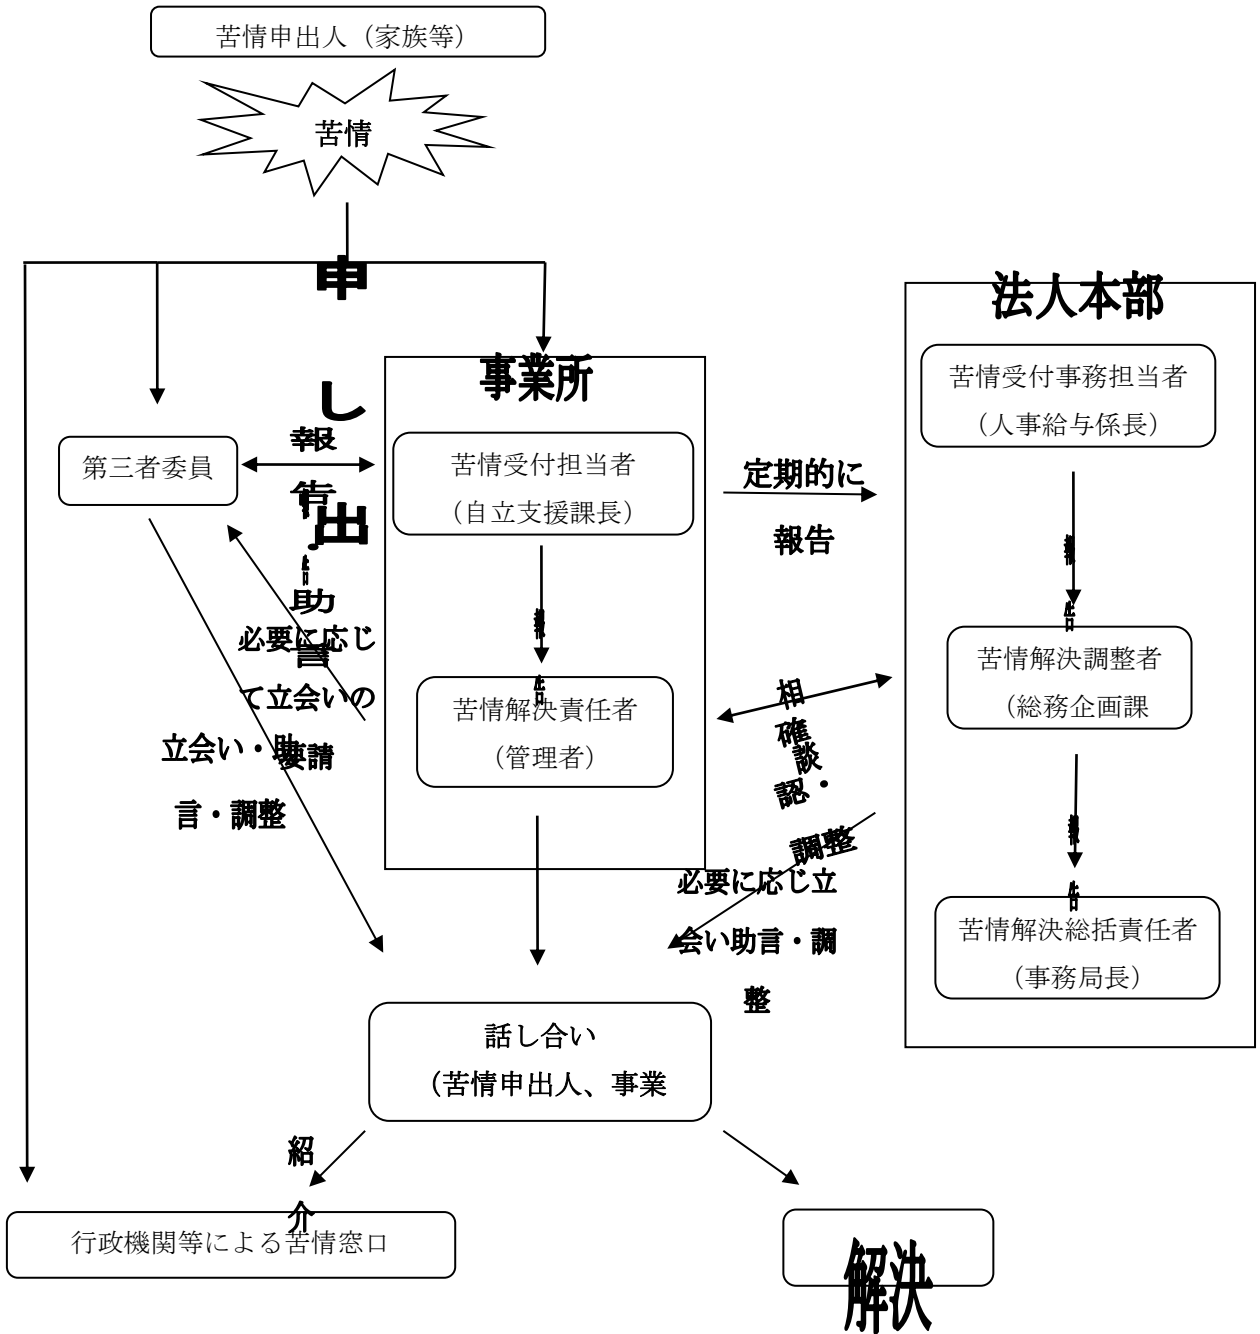 苦情申出人（家族等）
苦情
申し出
法人本部
事業所
苦情受付事務担当者
（人事給与係長）
第三者委員
報告・助言
苦情受付担当者
（自立支援課長）
定期的に
報告
報告
報告
報告
必要に応じ
て立会いの
要請
苦情解決調整者
（総務企画課
苦情解決責任者
（管理者）
相談・調整
確認
立会い・助
言・調整
報告
必要に応じ立
会い助言・調
整
苦情解決総括責任者
（事務局長）
話し合い
（苦情申出人、事業
紹介
行政機関等による苦情窓口
解決